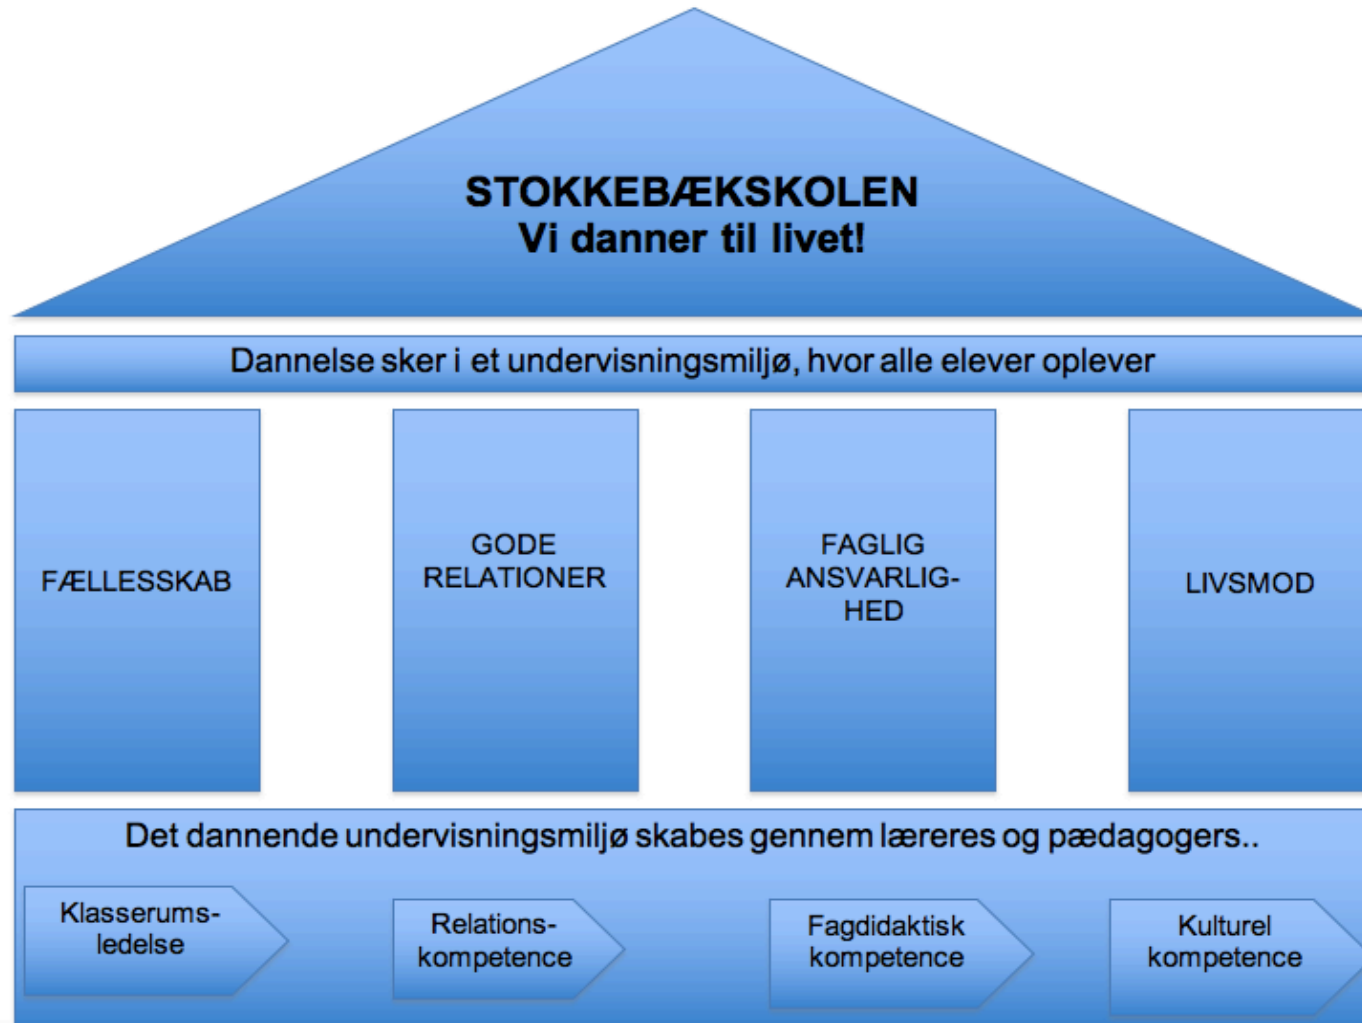 STOKKEBÆKSKOLEN
Vi danner til livet!
Dannelse sker i et undervisningsmiljø, hvor alle elever oplever
FÆLLESSKAB
GODE
RELATIONER
FAGLIG
ANSVARLIG-
HED
LIVSMOD
Det dannende undervisningsmiljø skabes gennem læreres og pædagogers..
Klasserums-
ledelse
Relations-
kompetence
Fagdidaktisk
kompetence
Kulturel
kompetence